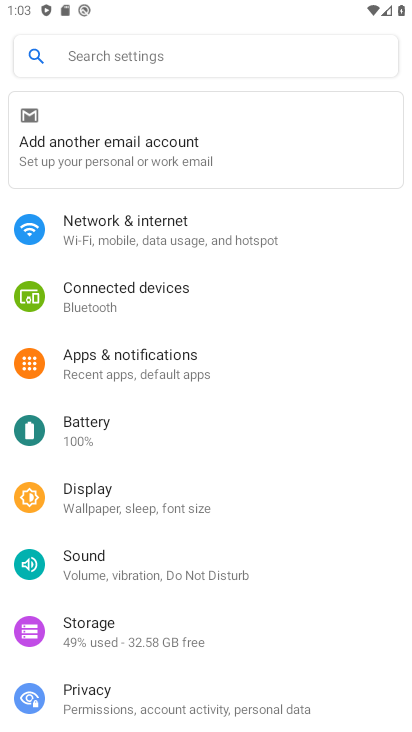 1:03
Search settings
Add another email account
Set up your personal or work email
Network & internet
Wi-Fi, mobile, data usage, and hotspot
Connected devices
Bluetooth
Apps & notifications
Recent apps, default apps
Battery
100%
Display
Wallpaper, sleep, font size
Sound
Volume, vibration, Do Not Disturb
Storage
49% used - 32.58 GB free
Privacy
Permissions, account activity, personal data